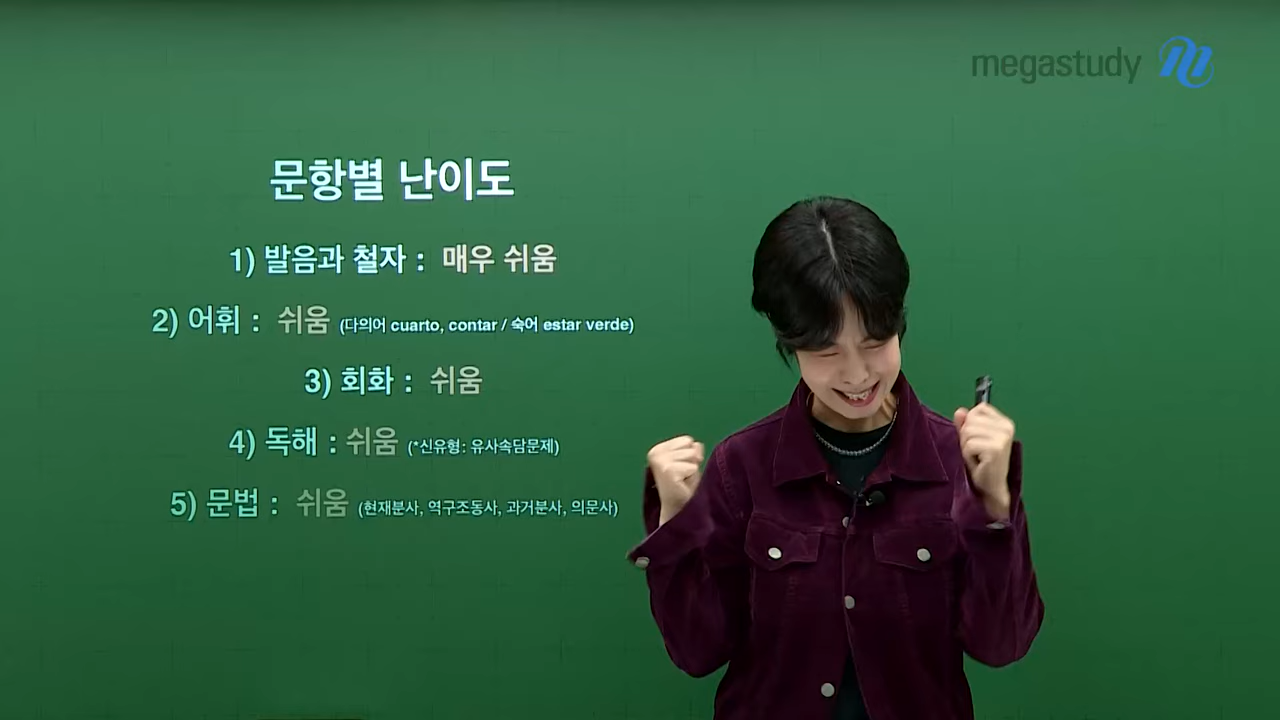 megastudy
문항별 난이도
1) 발음과 철자 : 매우 쉬움
2) 어휘 : 쉬움 (다의어 cuarto, contar / 숙어 estar verde)
3) 회화 : 쉬움
4) 독해 : 쉬움 (*신유형: 유사속담문제)
5) 문법 : 쉬움 (현재분사, 역구조동사, 과거분사, 의문사)